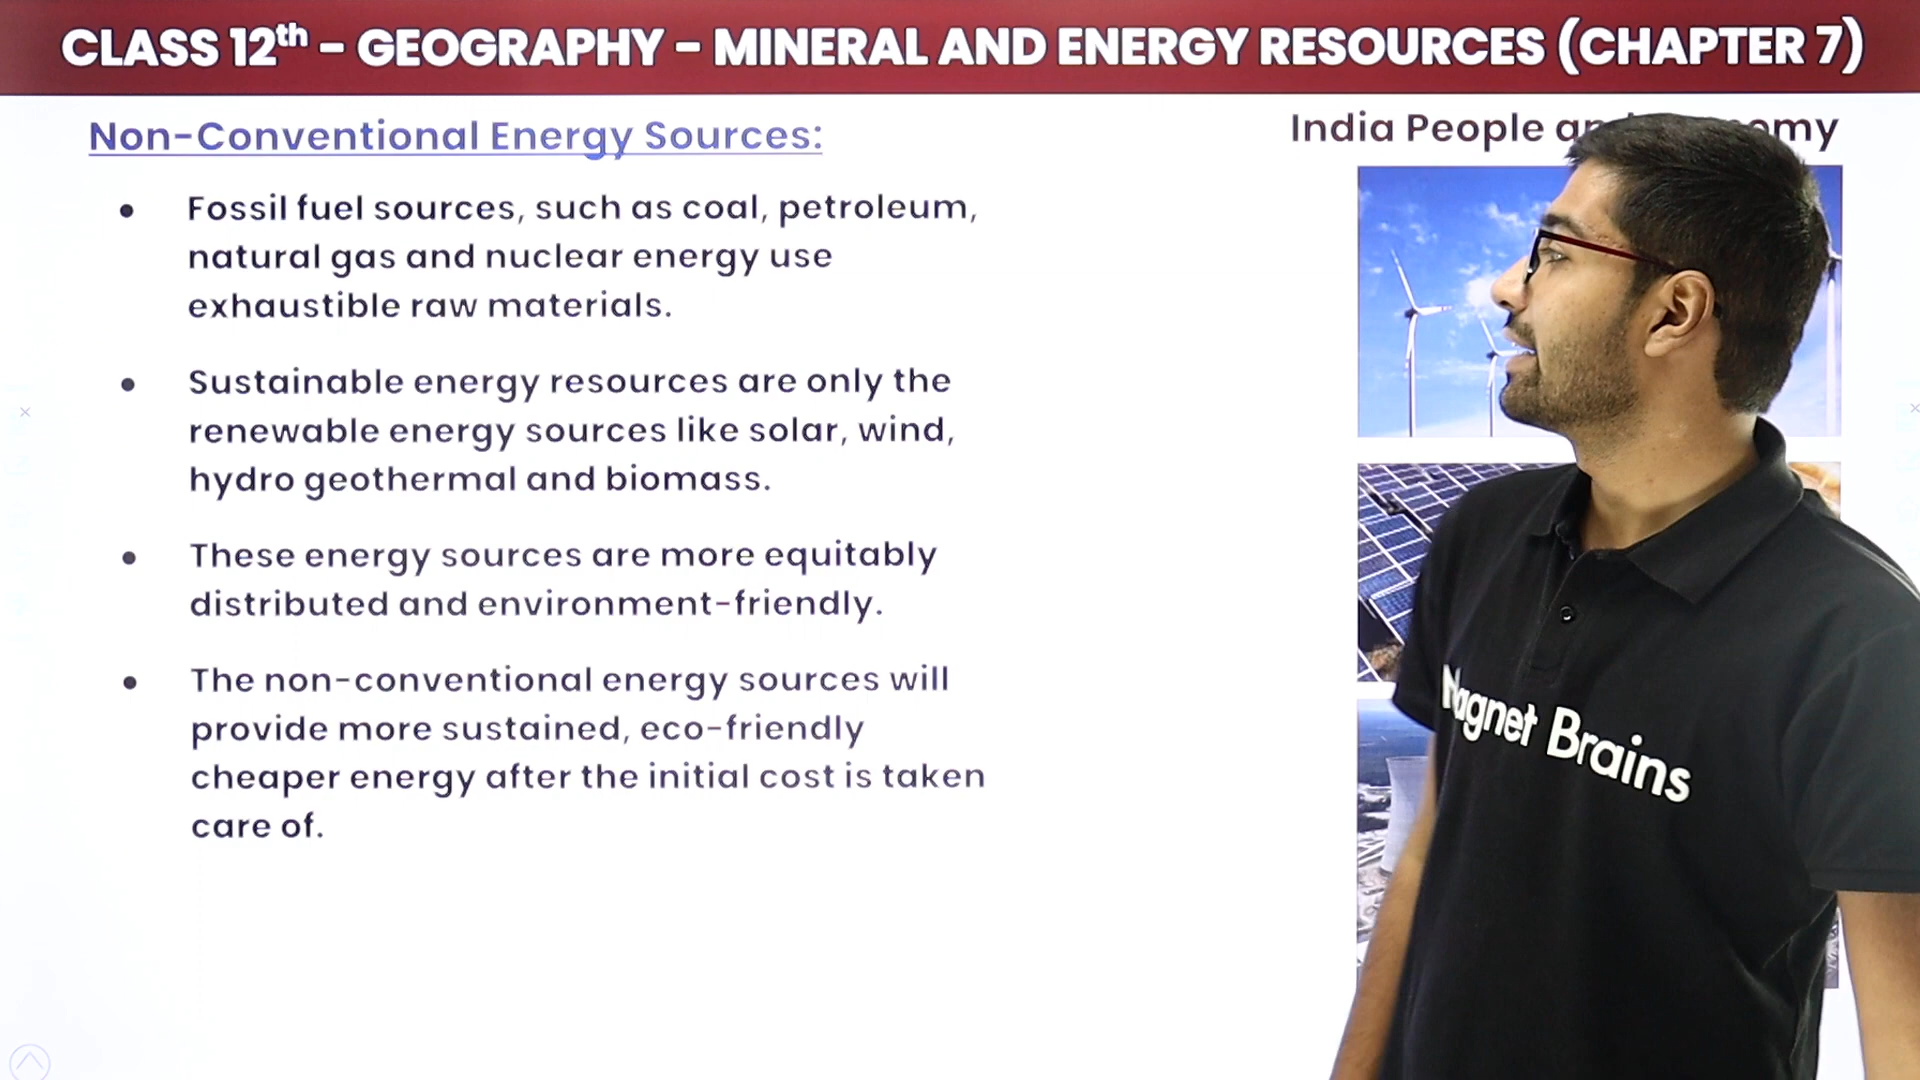 CLASS 12th - GEOGRAPHY - MINERAL AND ENERGY RESOURCES (CHAPTER 7)
Non-Conventional Energy Sources:
India People
• Fossil fuel sources, such as coal, petroleum,
natural gas and nuclear energy use
exhaustible raw materials.
• Sustainable energy resources are only the
renewable energy sources like solar, wind,
hydro geothermal and biomass.
• These energy sources are more equitably
distributed and environment-friendly.
• The non-conventional energy sources will
provide more sustained, eco-friendly
cheaper energy after the initial cost is taken
care of.
Magnet Brains